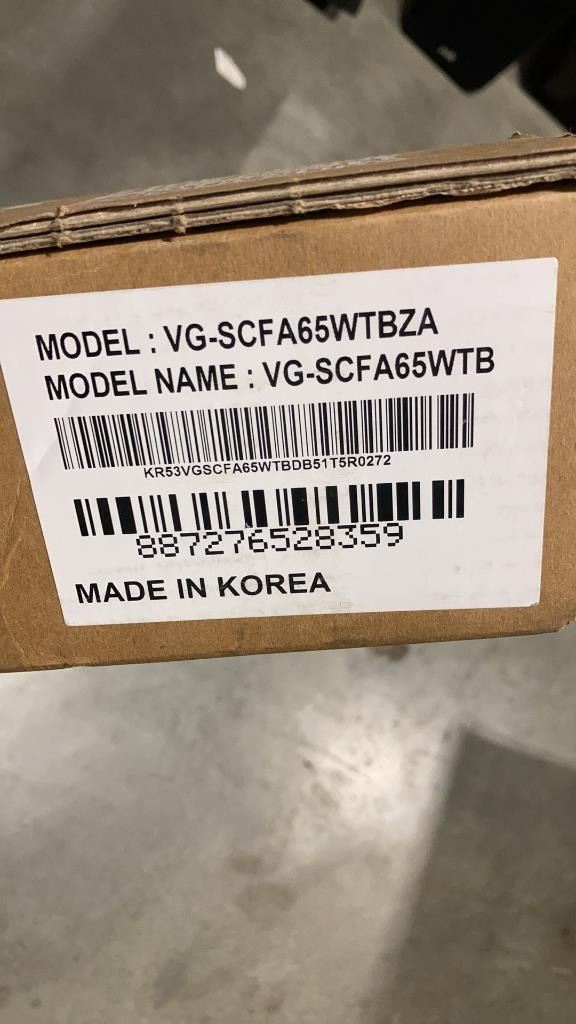 MODEL : VG-SCFA65WTBZA
MODEL NAME : VG-SCFA65WTB
KR53VGSCFA65WTBDB51T5R0272
887276528359
MADE IN KOREA